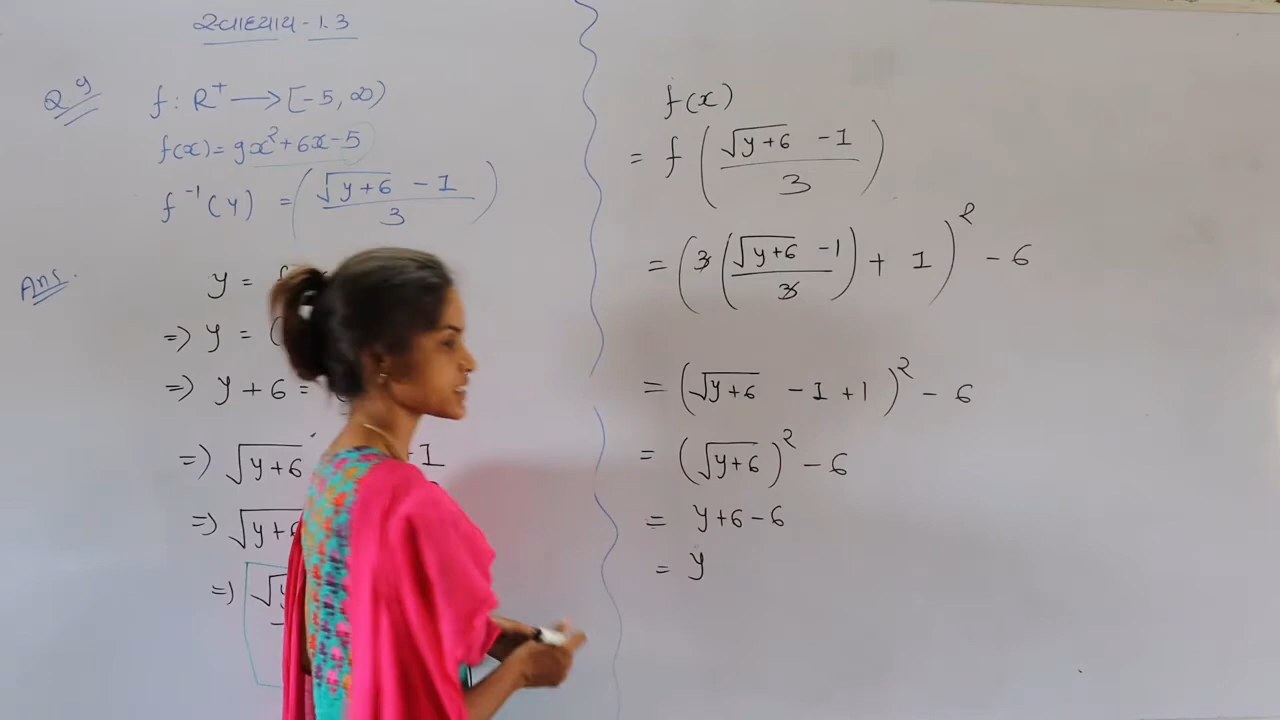 સ્વાધ્યાય - 1.3
Q 9
f : R⁺ ⟶ [-5, ∞)
f(x) = 9x² + 6x - 5
f⁻¹(y) = ((√(y+6) - 1)/3)
Ans.
y =
=) y = (
=) y + 6 =
=) √(y+6) +1
=) √(y+6
=) √y
f(x)
= f ((√(y+6) - 1)/3)
= (3((√(y+6) - 1)/3) + 1)² - 6
= (√(y+6) - 1 + 1)² - 6
= (√(y+6))² - 6
= y+6-6
= y